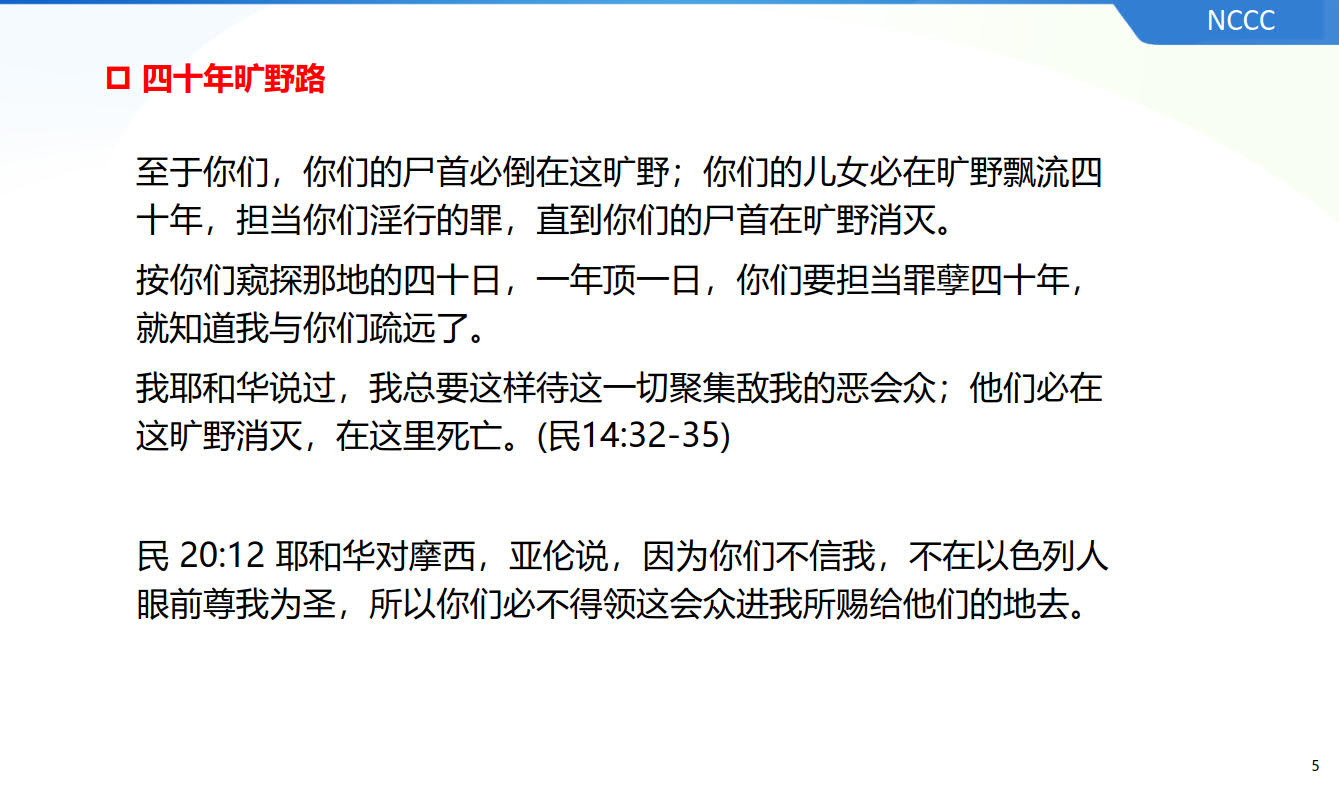 NCCC
四十年旷野路
至于你们，你们的尸首必倒在这旷野；你们的儿女必在旷野飘流四
十年，担当你们淫行的罪，直到你们的尸首在旷野消灭。
按你们窥探那地的四十日，一年顶一日，你们要担当罪孽四十年，
就知道我与你们疏远了。
我耶和华说过，我总要这样待这一切聚集敌我的恶会众；他们必在
这旷野消灭，在这里死亡。(民14:32-35)
民 20:12 耶和华对摩西，亚伦说，因为你们不信我，不在以色列人
眼前尊我为圣，所以你们必不得领这会众进我所赐给他们的地去。
5